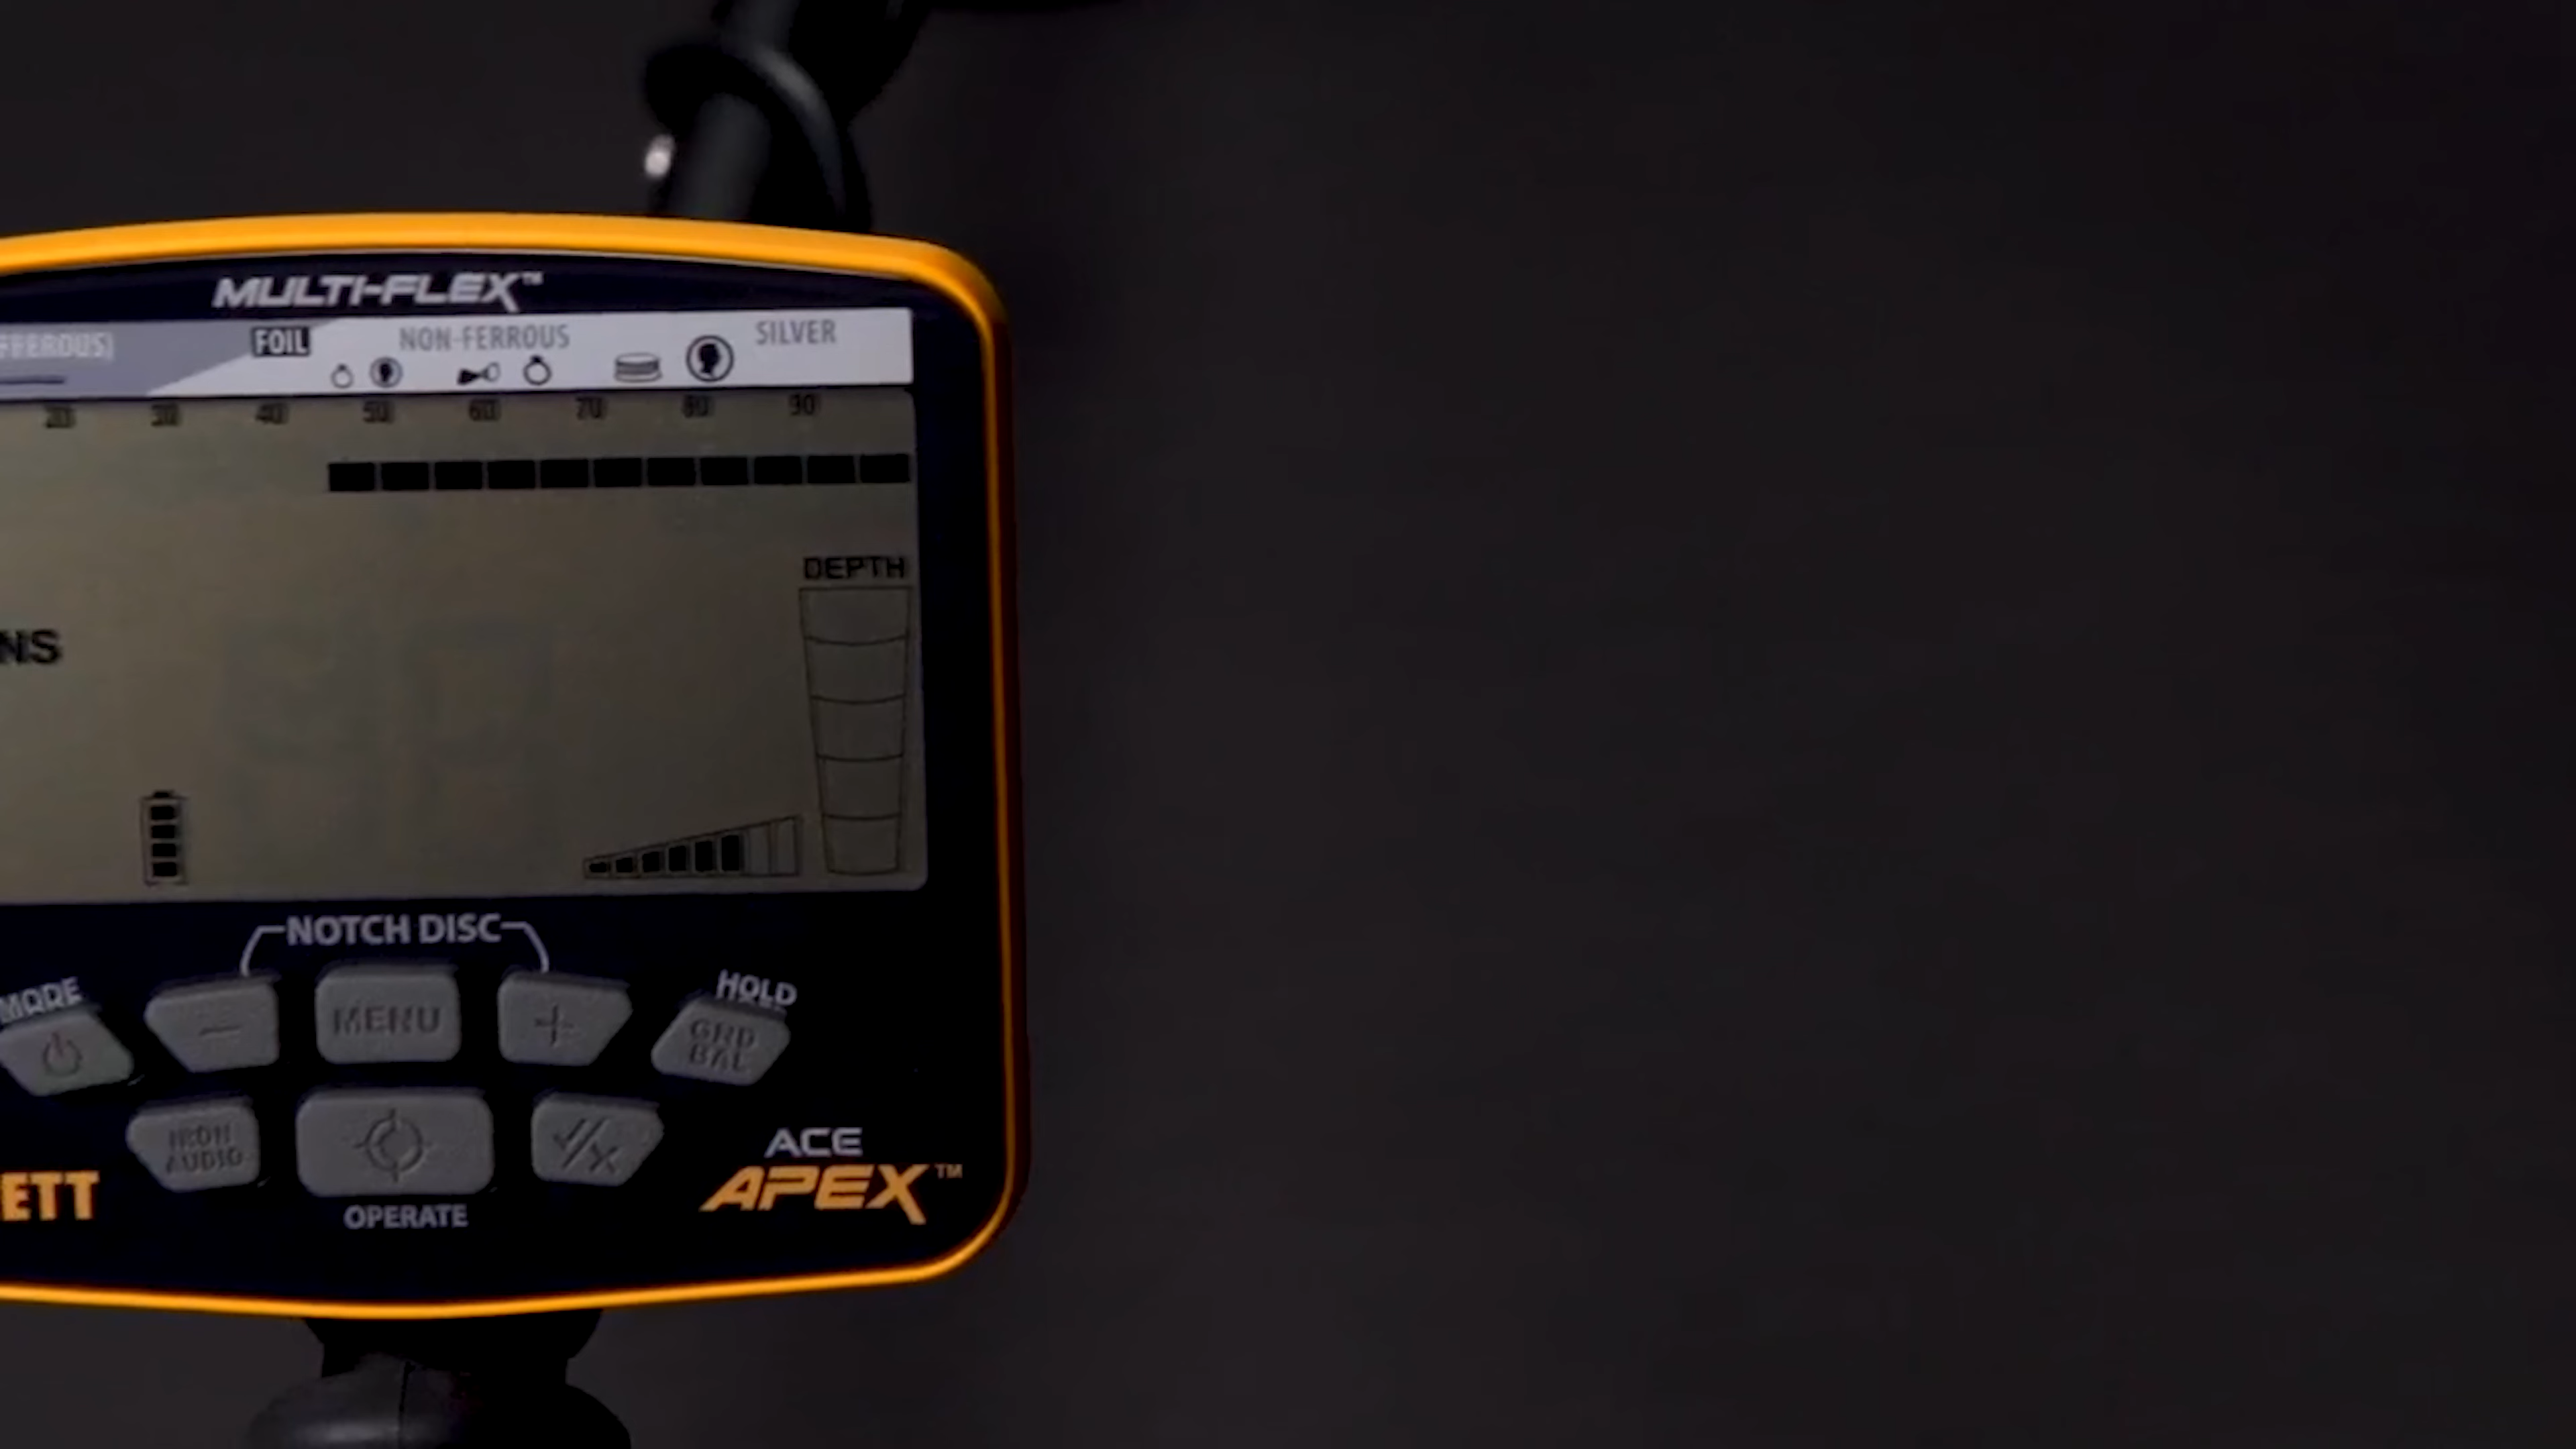 MULTI-FLEX™
FERROUS)
FOIL
NON-FERROUS
SILVER
20 30 40 50 60 70 80 90
DEPTH
NS
NOTCH DISC
MODE
HOLD
-
MENU
+
GND
BAL
IRON
AUDIO
✓/X
OPERATE
ETT
ACE
APEX™